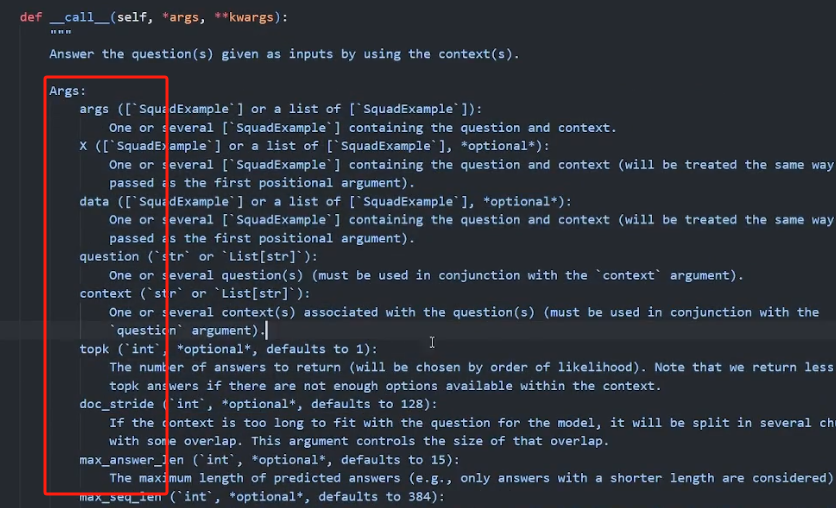 def __call__(self, *args, **kwargs):
"""
Answer the question(s) given as inputs by using the context(s).
Args:
args ([`SquadExample`] or a list of [`SquadExample`]):
One or several [`SquadExample`] containing the question and context.
X ([`SquadExample`] or a list of [`SquadExample`], *optional*):
One or several [`SquadExample`] containing the question and context (will be treated the same way
passed as the first positional argument).
data ([`SquadExample`] or a list of [`SquadExample`], *optional*):
One or several [`SquadExample`] containing the question and context (will be treated the same way
passed as the first positional argument).
question (`str` or `List[str]`):
One or several question(s) (must be used in conjunction with the `context` argument).
context (`str` or `List[str]`):
One or several context(s) associated with the question(s) (must be used in conjunction with the
`question` argument).
topk (`int`, *optional*, defaults to 1):
The number of answers to return (will be chosen by order of likelihood). Note that we return less
topk answers if there are not enough options available within the context.
doc_stride (`int`, *optional*, defaults to 128):
If the context is too long to fit with the question for the model, it will be split in several
with some overlap. This argument controls the size of that overlap.
max_answer_len (`int`, *optional*, defaults to 15):
The maximum length of predicted answers (e.g., only answers with a shorter length are considered)
max_seq_len (`int`, *optional*, defaults to 384):